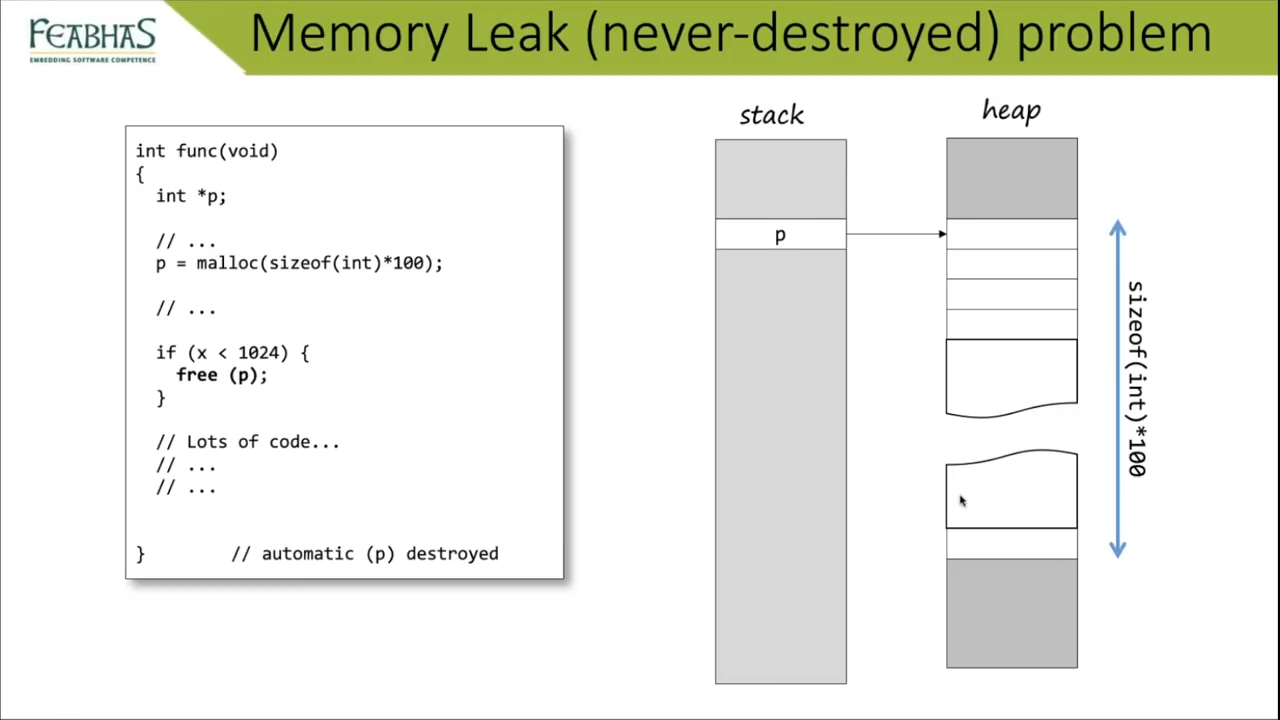 FEABHAS
EMBEDDING SOFTWARE COMPETENCE
Memory Leak (never-destroyed) problem
int func(void)
{
int *p;
// ...
p = malloc(sizeof(int)*100);
// ...
if (x < 1024) {
free (p);
}
// Lots of code...
// ...
// ...
} // automatic (p) destroyed
stack
heap
p
sizeof(int)*100